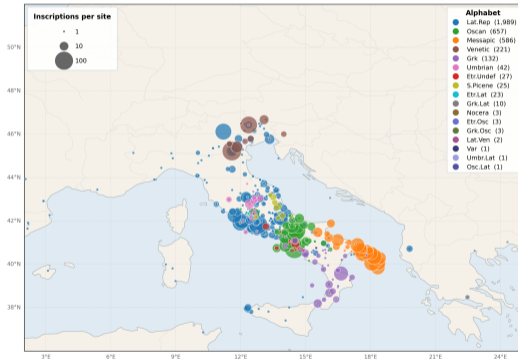 Inscriptions per site
1
10
100
Alphabet
Lat.Rep (1,989)
Oscan (657)
Messapic (586)
Venetic (221)
Grk (132)
Umbrian (42)
Etr.Undef (27)
S.Picene (25)
Etr.Lat (23)
Grk.Lat (10)
Nocera (3)
Etr.Osc (3)
Grk.Osc (3)
Lat.Ven (2)
Var (1)
Umbr.Lat (1)
Osc.Lat (1)
50°N
48°N
46°N
44°N
42°N
40°N
38°N
3°E
6°E
9°E
12°E
15°E
18°E
21°E
24°E